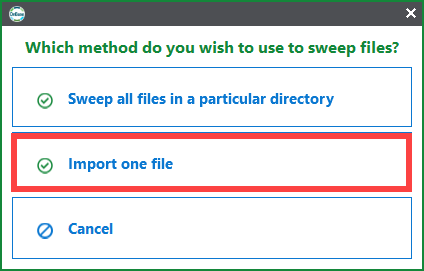 Which method do you wish to use to sweep files?
Sweep all files in a particular directory
Import one file
Cancel